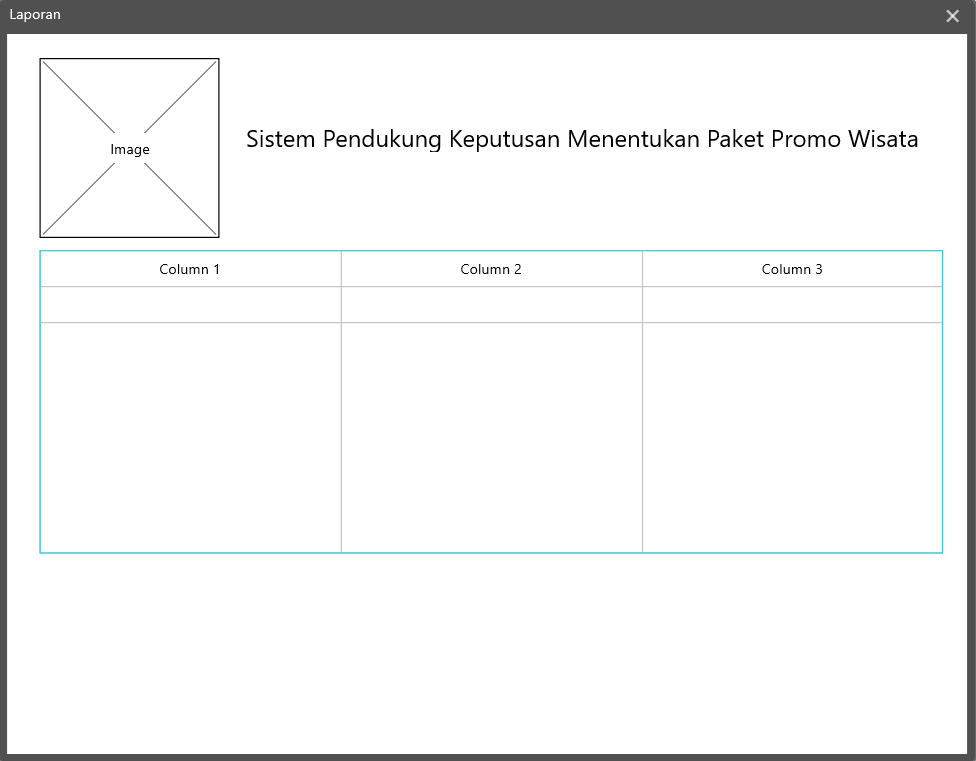 Laporan
Image
Sistem Pendukung Keputusan Menentukan Paket Promo Wisata
Column 1 Column 2 Column 3